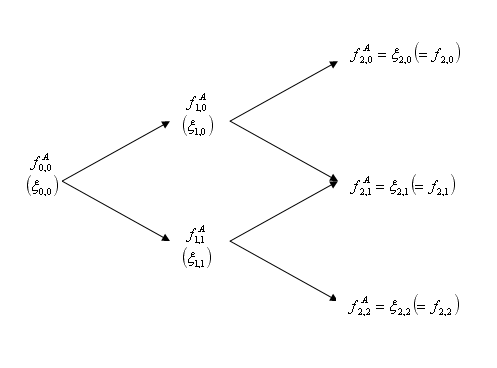 f^A_{2,0} = ξ_{2,0} (= f_{2,0})
f^A_{1,0}
(ξ_{1,0})
f^A_{0,0}
(ξ_{0,0})
f^A_{2,1} = ξ_{2,1} (= f_{2,1})
f^A_{1,1}
(ξ_{1,1})
f^A_{2,2} = ξ_{2,2} (= f_{2,2})